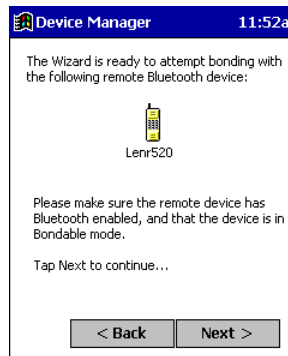 Device Manager 11:52a
The Wizard is ready to attempt bonding with
the following remote Bluetooth device:
Lenr520
Please make sure the remote device has
Bluetooth enabled, and that the device is in
Bondable mode.
Tap Next to continue...
< Back Next >